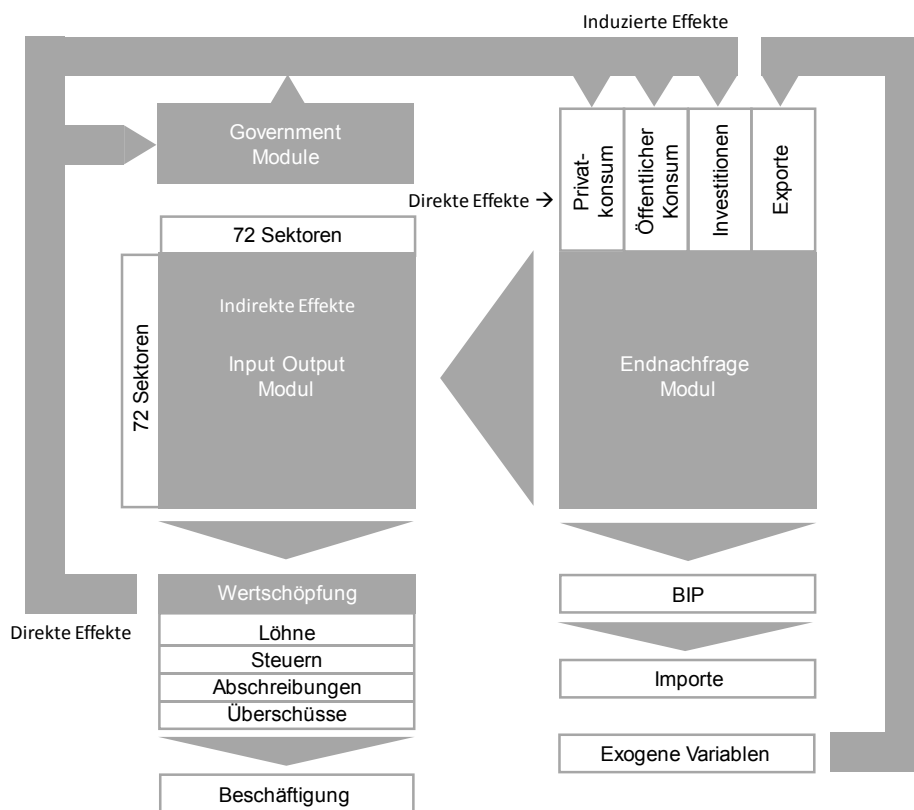 Induzierte Effekte
Government
Module
Direkte Effekte →
Privat-
konsum
Öffentlicher
Konsum
Investitionen
Exporte
72 Sektoren
72 Sektoren
Indirekte Effekte
Input Output
Modul
Endnachfrage
Modul
Wertschöpfung
Direkte Effekte
Löhne
Steuern
Abschreibungen
Überschüsse
Beschäftigung
BIP
Importe
Exogene Variablen